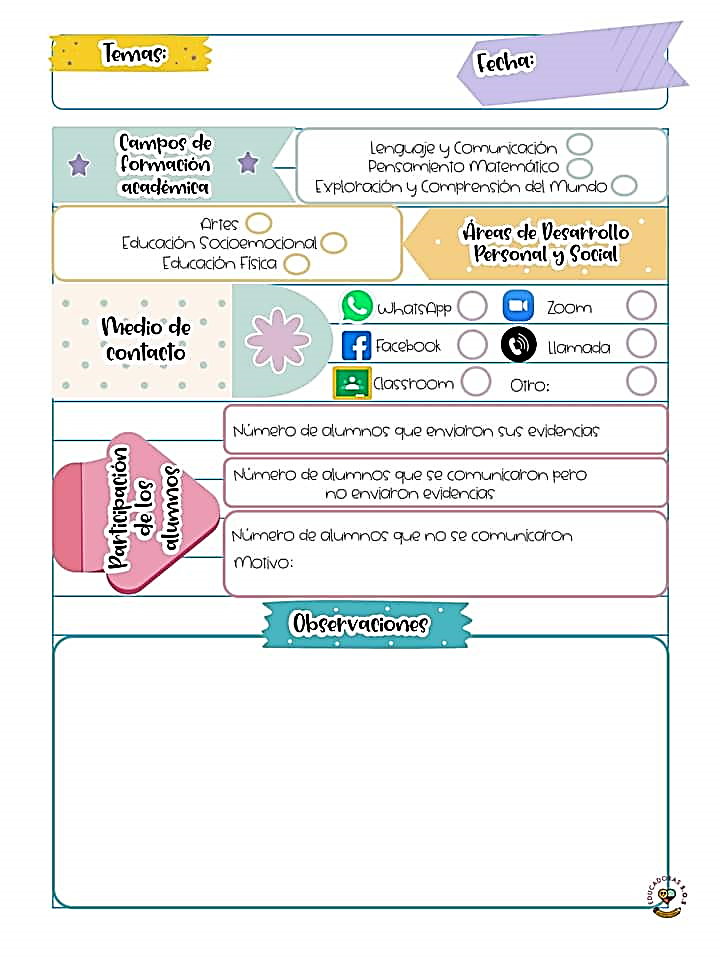 Temas:
Fecha:
Campos de
formación
académica
Lenguaje y Comunicación
Pensamiento Matemático
Exploración y Comprensión del Mundo
Artes
Educación Socioemocional
Educación Física
Áreas de Desarrollo
Personal y Social
Medio de
contacto
WhatsApp
Zoom
Facebook
Llamada
Classroom
Otro:
Participación
de los
alumnos
Número de alumnos que enviaron sus evidencias
Número de alumnos que se comunicaron pero
no enviaron evidencias
Número de alumnos que no se comunicaron
Motivo:
Observaciones
EDUCADORAS S.O.S